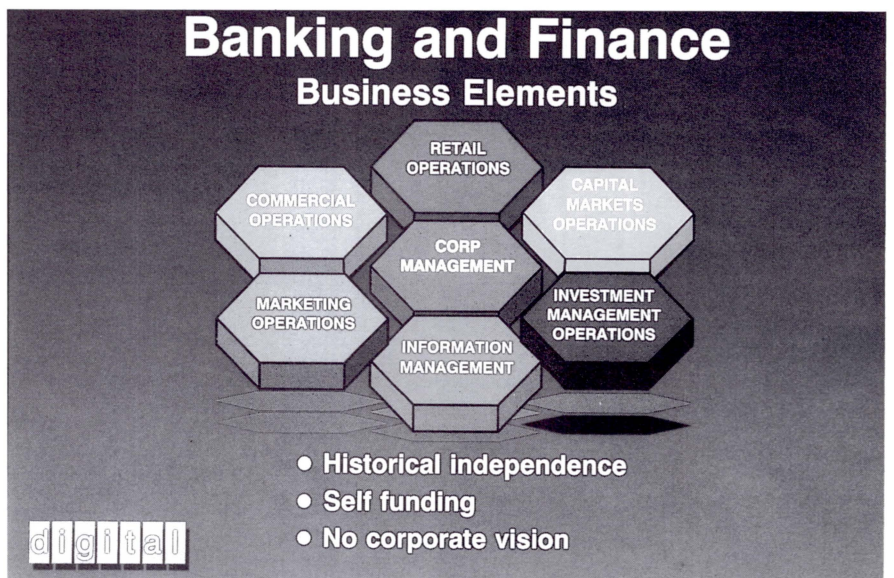 Banking and Finance
Business Elements
RETAIL
OPERATIONS
COMMERCIAL
OPERATIONS
CAPITAL
MARKETS
OPERATIONS
CORP
MANAGEMENT
MARKETING
OPERATIONS
INVESTMENT
MANAGEMENT
OPERATIONS
INFORMATION
MANAGEMENT
● Historical independence
● Self funding
● No corporate vision
digital